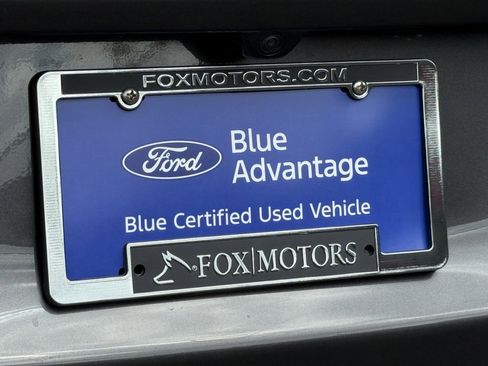 FOXMOTORS.COM
Ford
Blue
Advantage
Blue Certified Used Vehicle
FOX|MOTORS